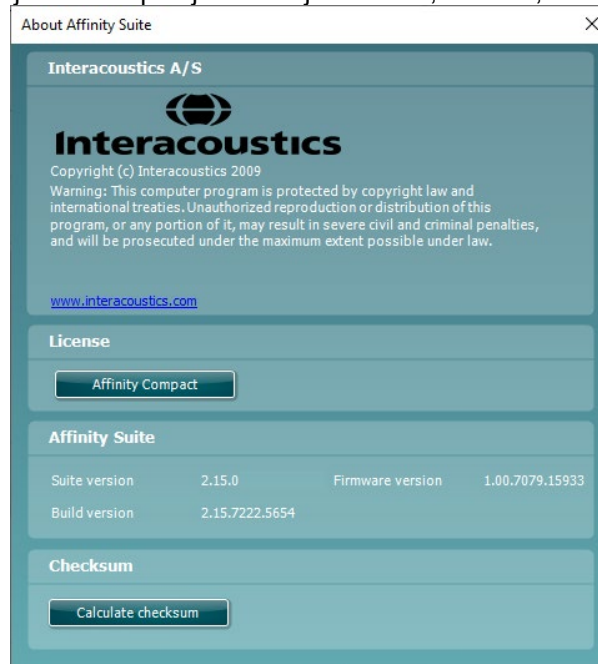 About Affinity Suite
Interacoustics A/S
Interacoustics
Copyright (c) Interacoustics 2009
Warning: This computer program is protected by copyright law and
international treaties. Unauthorized reproduction or distribution of this
program, or any portion of it, may result in severe civil and criminal penalties,
and will be prosecuted under the maximum extent possible under law.
www.interacoustics.com
License
Affinity Compact
Affinity Suite
Suite version 2.15.0 Firmware version 1.00.7079.15933
Build version 2.15.7222.5654
Checksum
Calculate checksum